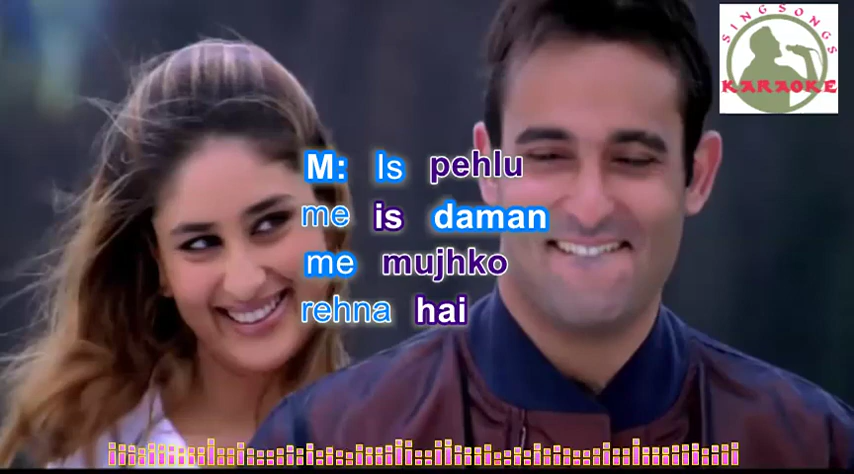 SINGSONGS
KARAOKE
M: Is pehlu
me is daman
me mujhko
rehna hai